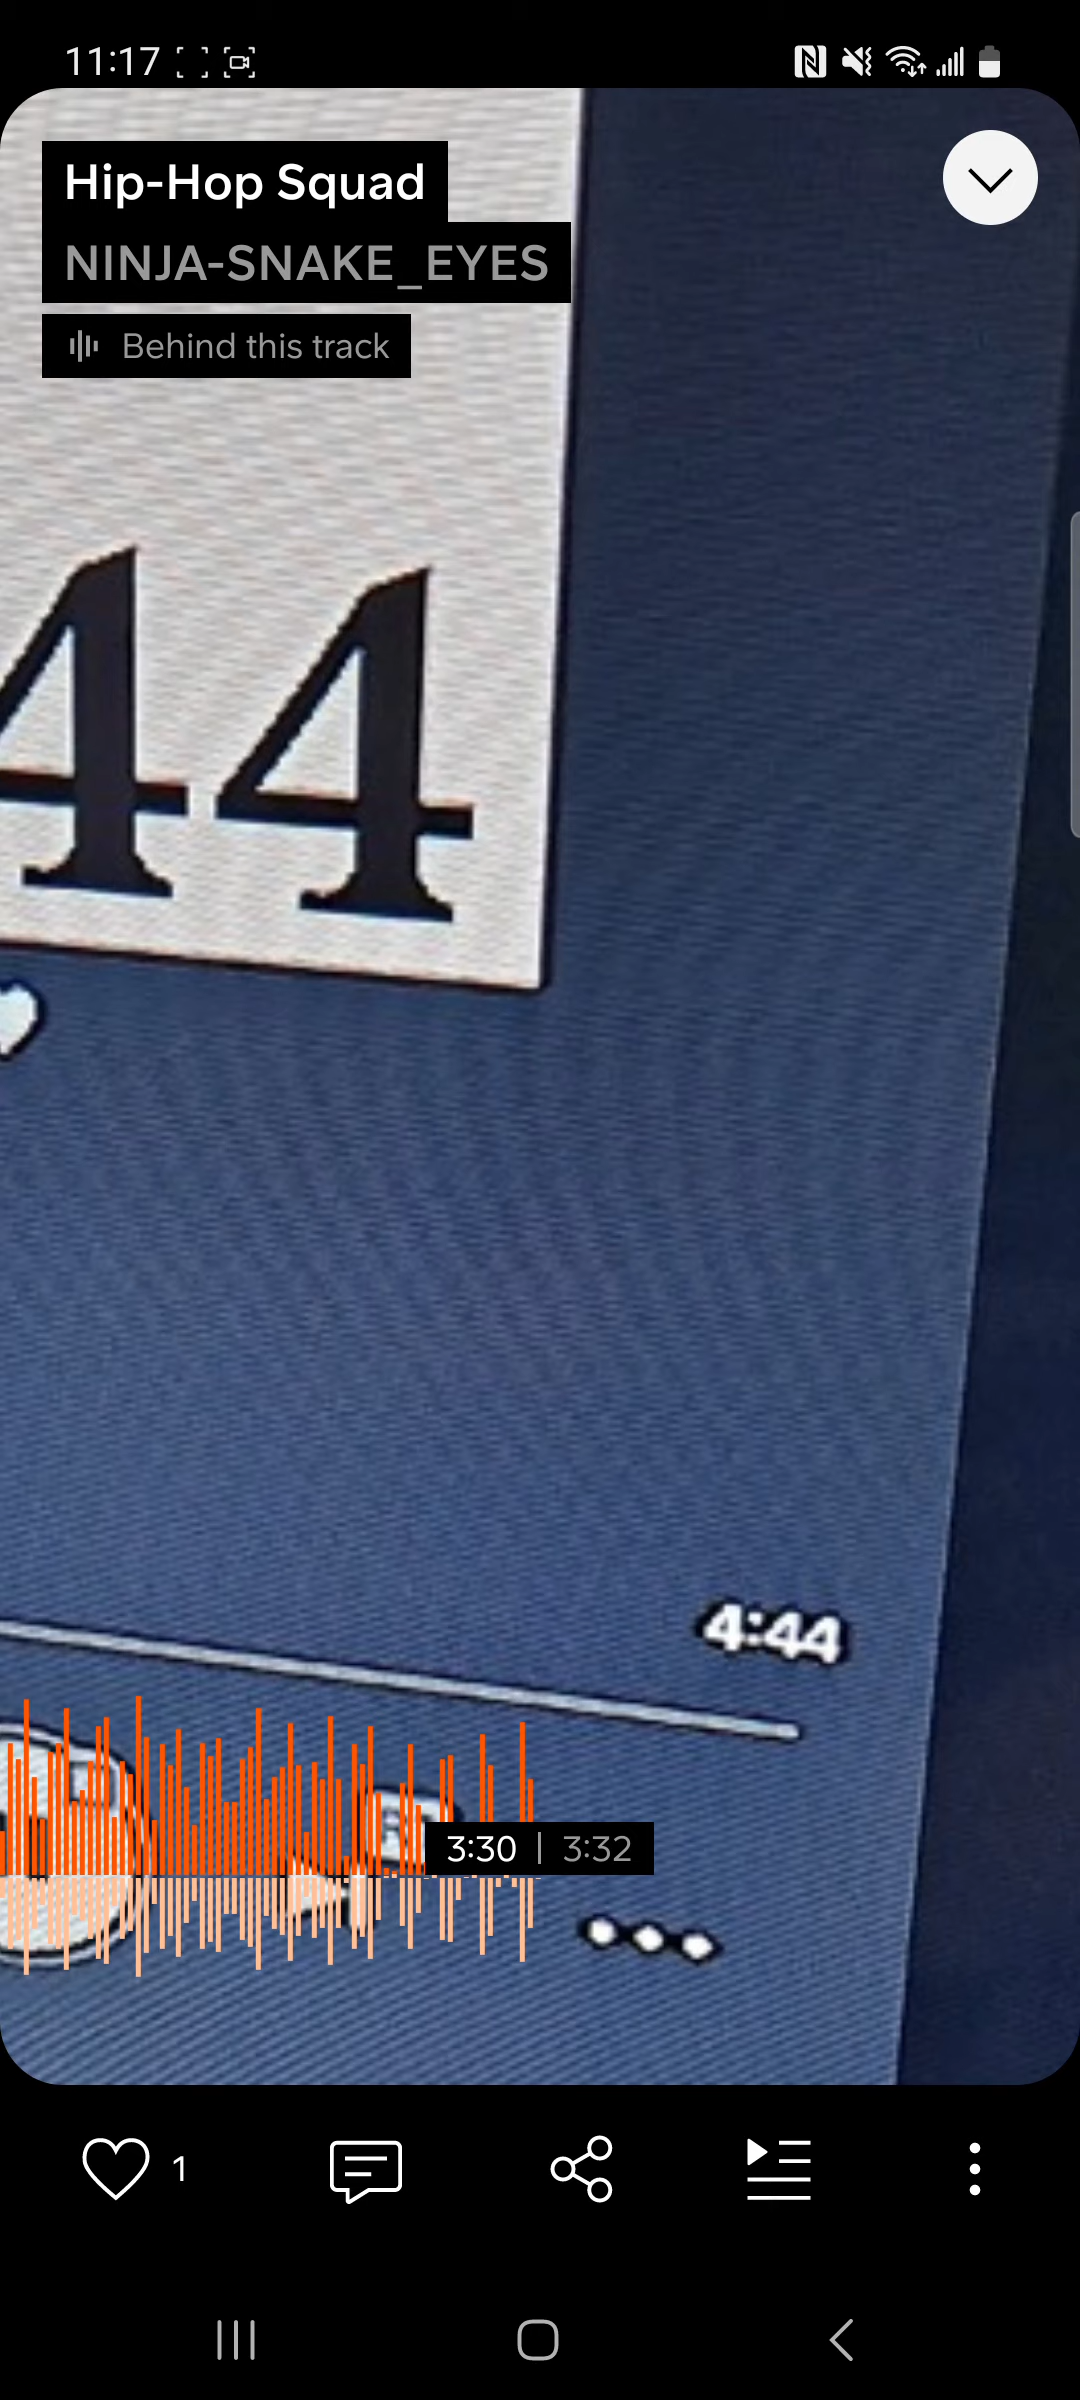 11:17
Hip-Hop Squad
NINJA-SNAKE_EYES
Behind this track
44
4:44
3:30 | 3:32
1